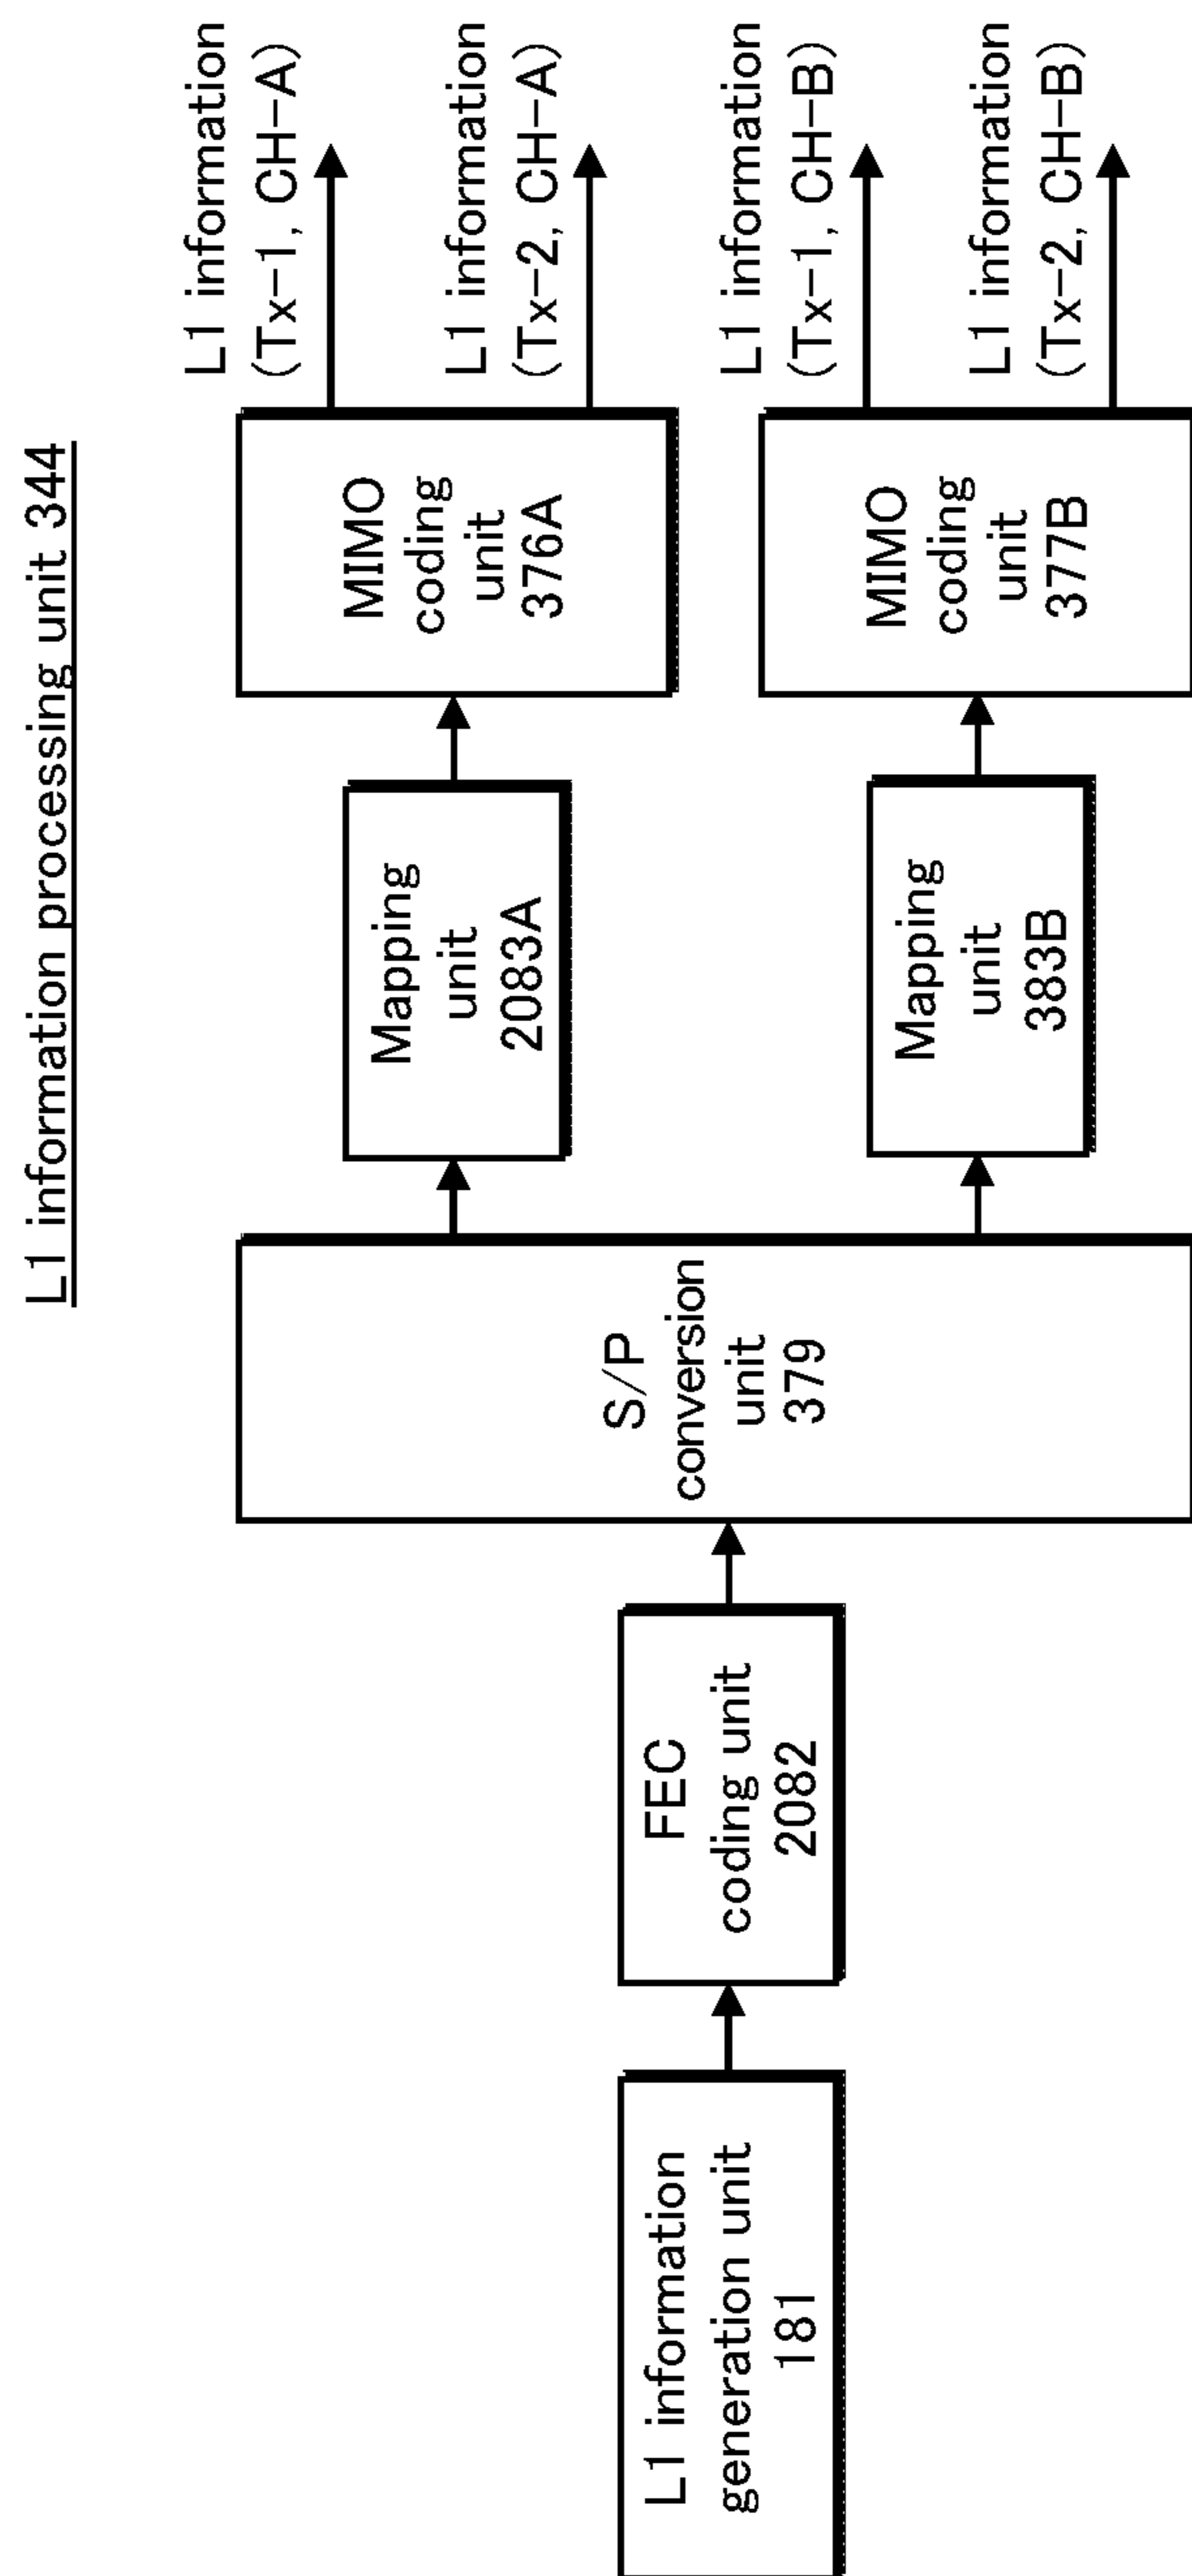 L1 information processing unit 344
L1 information
generation unit
181
FEC
coding unit
2082
S/P
conversion
unit
379
Mapping
unit
2083A
MIMO
coding
unit
376A
L1 information
(Tx-1, CH-A)
L1 information
(Tx-2, CH-A)
Mapping
unit
383B
MIMO
coding
unit
377B
L1 information
(Tx-1, CH-B)
L1 information
(Tx-2, CH-B)